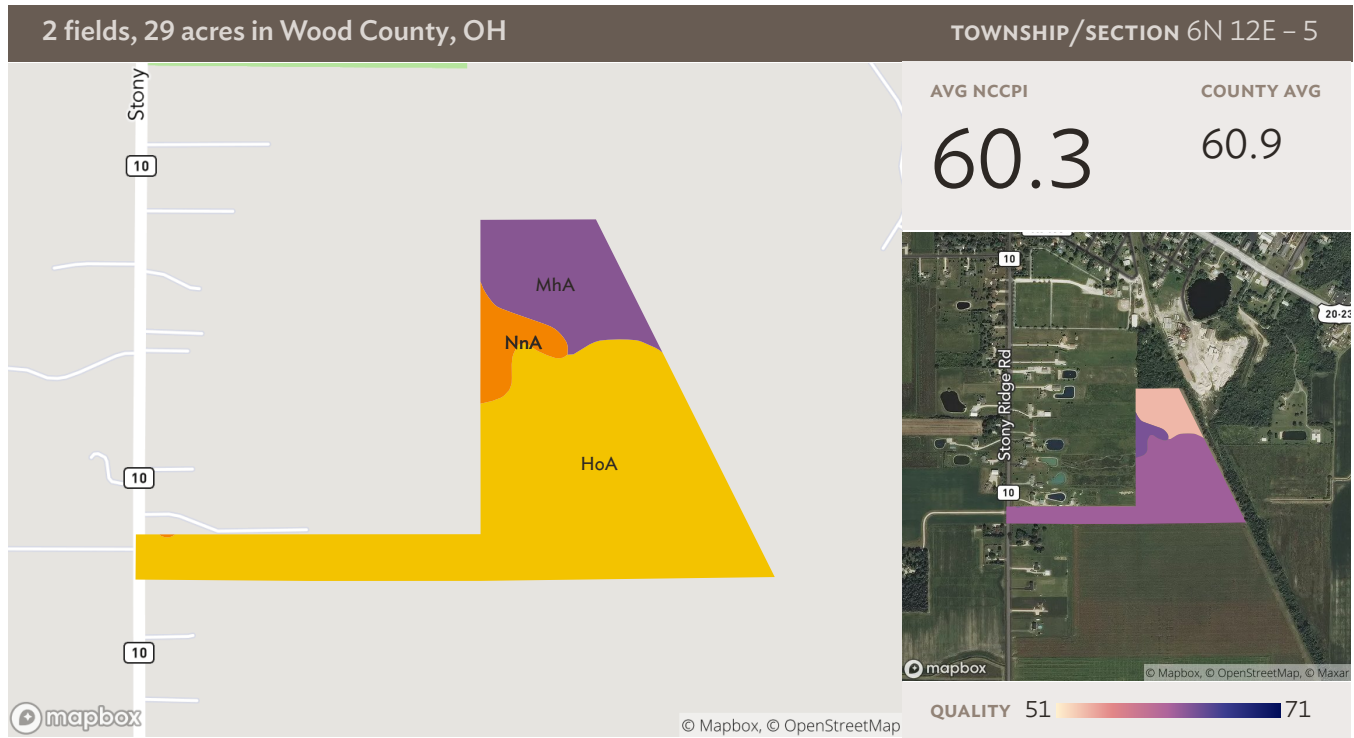 2 fields, 29 acres in Wood County, OH
TOWNSHIP/SECTION 6N 12E – 5
Stony
10
MhA
NnA
HoA
10
10
mapbox
© Mapbox, © OpenStreetMap
AVG NCCPI
COUNTY AVG
60.3
60.9
10
20-23
Stony Ridge Rd
10
mapbox
© Mapbox, © OpenStreetMap, © Maxar
QUALITY 51 71